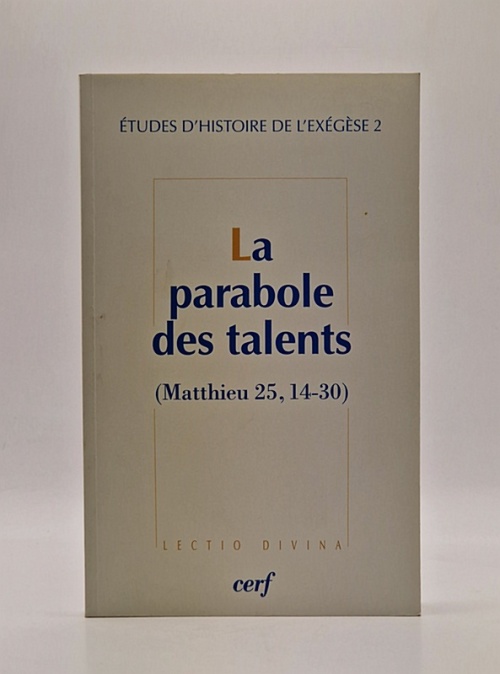 ÉTUDES D'HISTOIRE DE L'EXÉGÈSE 2
La
parabole
des talents
(Matthieu 25, 14-30)
LECTIO DIVINA
cerf